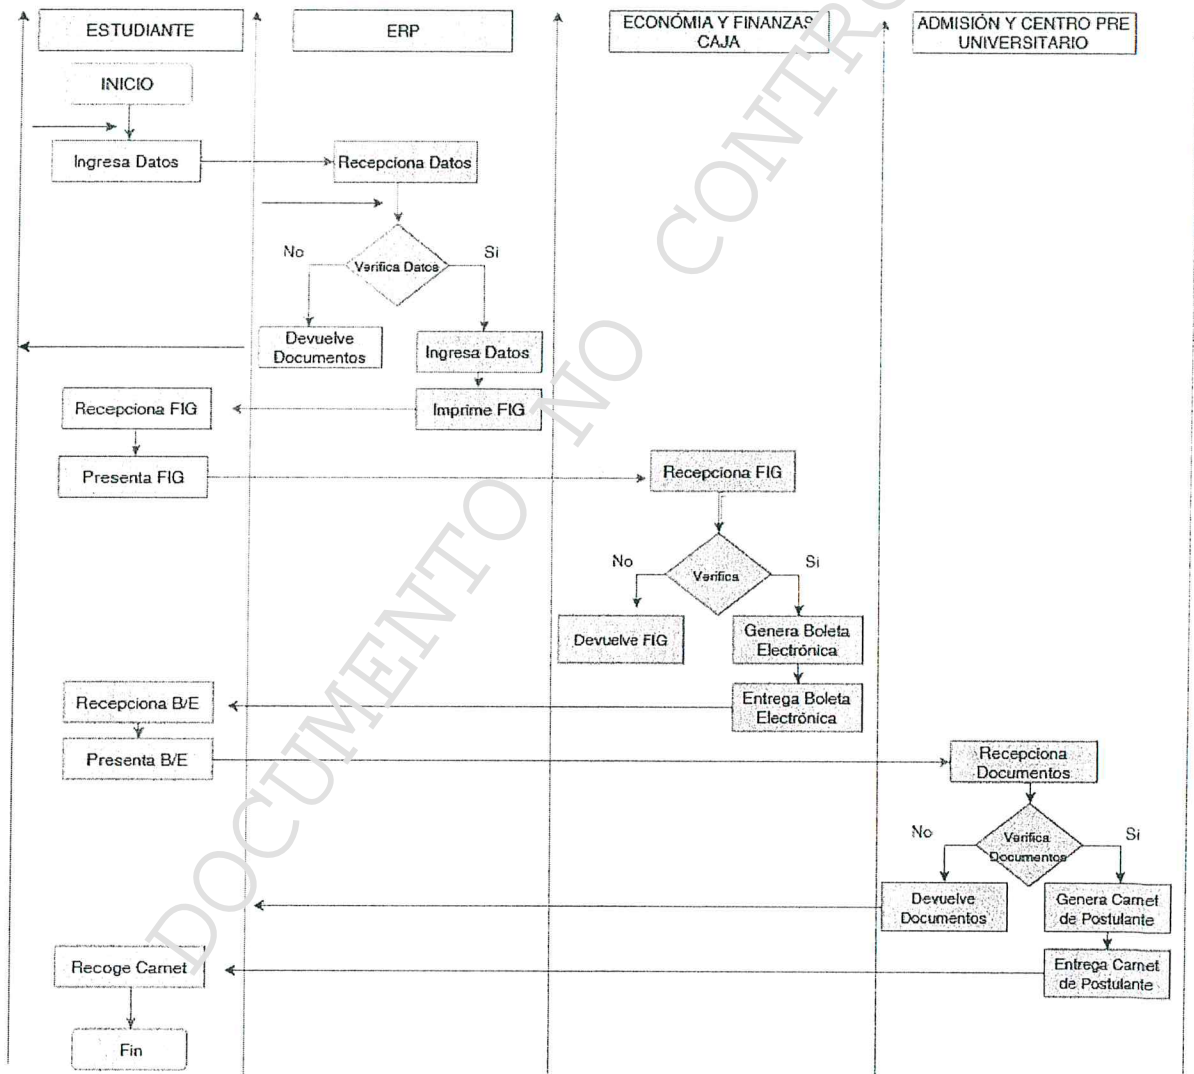 ESTUDIANTE
ERP
ECONÓMIA Y FINANZAS
CAJA
ADMISIÓN Y CENTRO PRE
UNIVERSITARIO
INICIO
Ingresa Datos
Recepciona Datos
No
Si
Verifica Datos
Devuelve
Documentos
Ingresa Datos
Recepciona FIG
Imprime FIG
Presenta FIG
Recepciona FIG
No
Si
Verifica
Devuelve FIG
Genera Boleta
Electrónica
Recepciona B/E
Entrega Boleta
Electrónica
Presenta B/E
Recepciona
Documentos
No
Si
Verifica
Documentos
Devuelve
Documentos
Genera Carnet
de Postulante
Recoge Carnet
Entrega Carnet
de Postulante
Fin
DOCUMENTO NO CONTRO